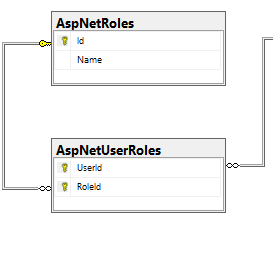 AspNetRoles
Id
Name
AspNetUserRoles
UserId
RoleId